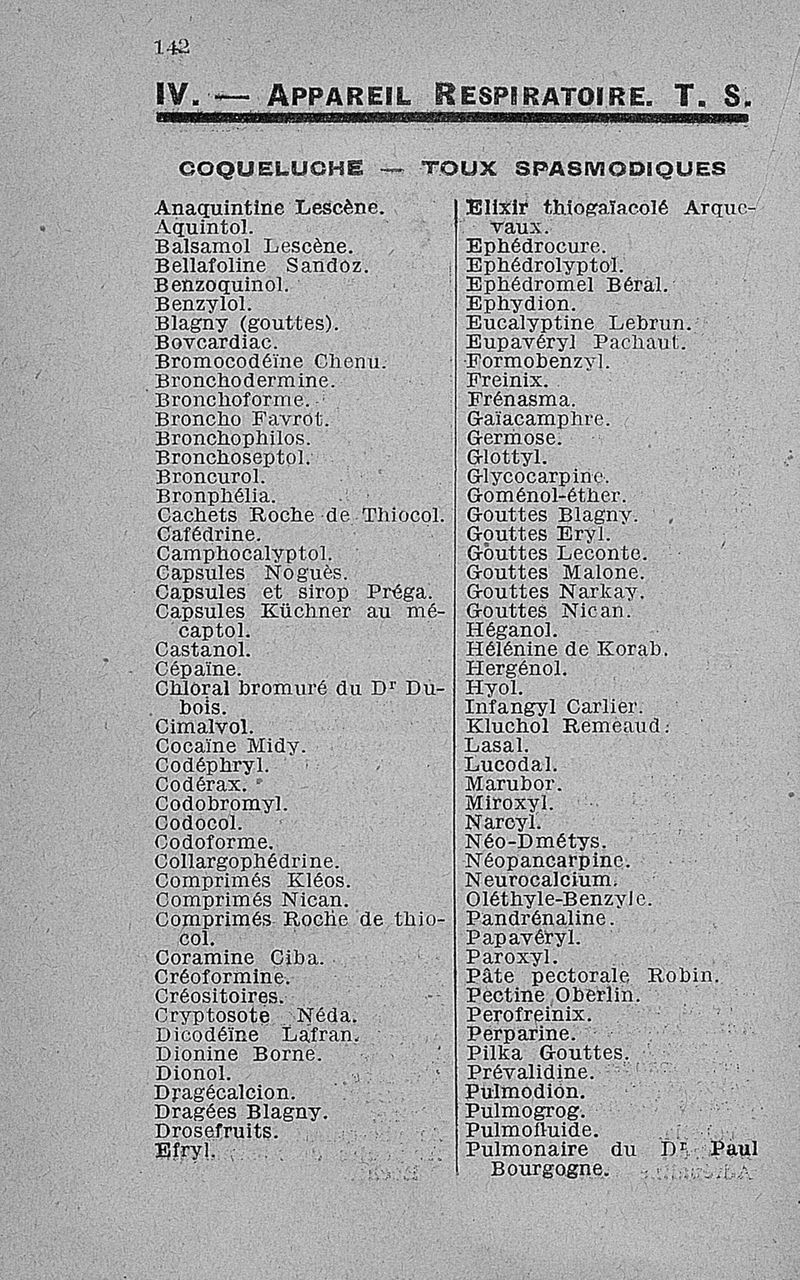 142
IV. — APPAREIL RESPIRATOIRE. T. S.
COQUELUCHE — TOUX SPASMODIQUES
Anaquintine Lescène.
Aquintol.
Balsamol Lescène.
Bellafoline Sandoz.
Benzoquinol.
Benzylol.
Blagny (gouttes).
Bovcardiac.
Bromocodéïne Chenu.
Bronchodermine.
Bronchoforme.
Broncho Favrot.
Bronchophilos.
Bronchoseptol.
Broncurol.
Bronphélia.
Cachets Roche de Thiocol.
Cafédrine.
Camphocalyptol.
Capsules Noguès.
Capsules et sirop Préga.
Capsules Küchner au mé-
captol.
Castanol.
Cépaïne.
Chloral bromuré du Dr Du-
bois.
Cimalvol.
Cocaïne Midy.
Codéphryl.
Codérax.
Codobromyl.
Codocol.
Codoforme.
Collargophédrine.
Comprimés Kléos.
Comprimés Nican.
Comprimés Roche de thio-
col.
Coramine Ciba.
Créoformine.
Créositoires.
Cryptosote Néda.
Dicodéïne Lafran.
Dionine Borne.
Dionol.
Dragécalcion.
Dragées Blagny.
Drosefruits.
Efryl.
Elixir thiogaïacolé Arque-
vaux.
Ephédrocure.
Ephédrolyptol.
Ephédromel Béral.
Ephydion.
Eucalyptine Lebrun.
Eupavéryl Pachaut.
Formobenzyl.
Freinix.
Frénasma.
Gaïacamphre.
Germose.
Glottyl.
Glycocarpine.
Goménol-éther.
Gouttes Blagny.
Gouttes Eryl.
Gouttes Leconte.
Gouttes Malone.
Gouttes Narkay.
Gouttes Nican.
Héganol.
Hélénine de Korab.
Hergénol.
Hyol.
Infangyl Carlier.
Kluchol Remeaud.
Lasal.
Lucodal.
Marubor.
Miroxyl.
Narcyl.
Néo-Dmétys.
Néopancarpine.
Neurocalcium.
Oléthyle-Benzyle.
Pandrénaline.
Papavéryl.
Paroxyl.
Pâte pectorale Robin.
Pectine Oberlin.
Perofreinix.
Perparine.
Pilka Gouttes.
Prévalidine.
Pulmodion.
Pulmogrog.
Pulmofluide.
Pulmonaire du Dr Paul
Bourgogne.